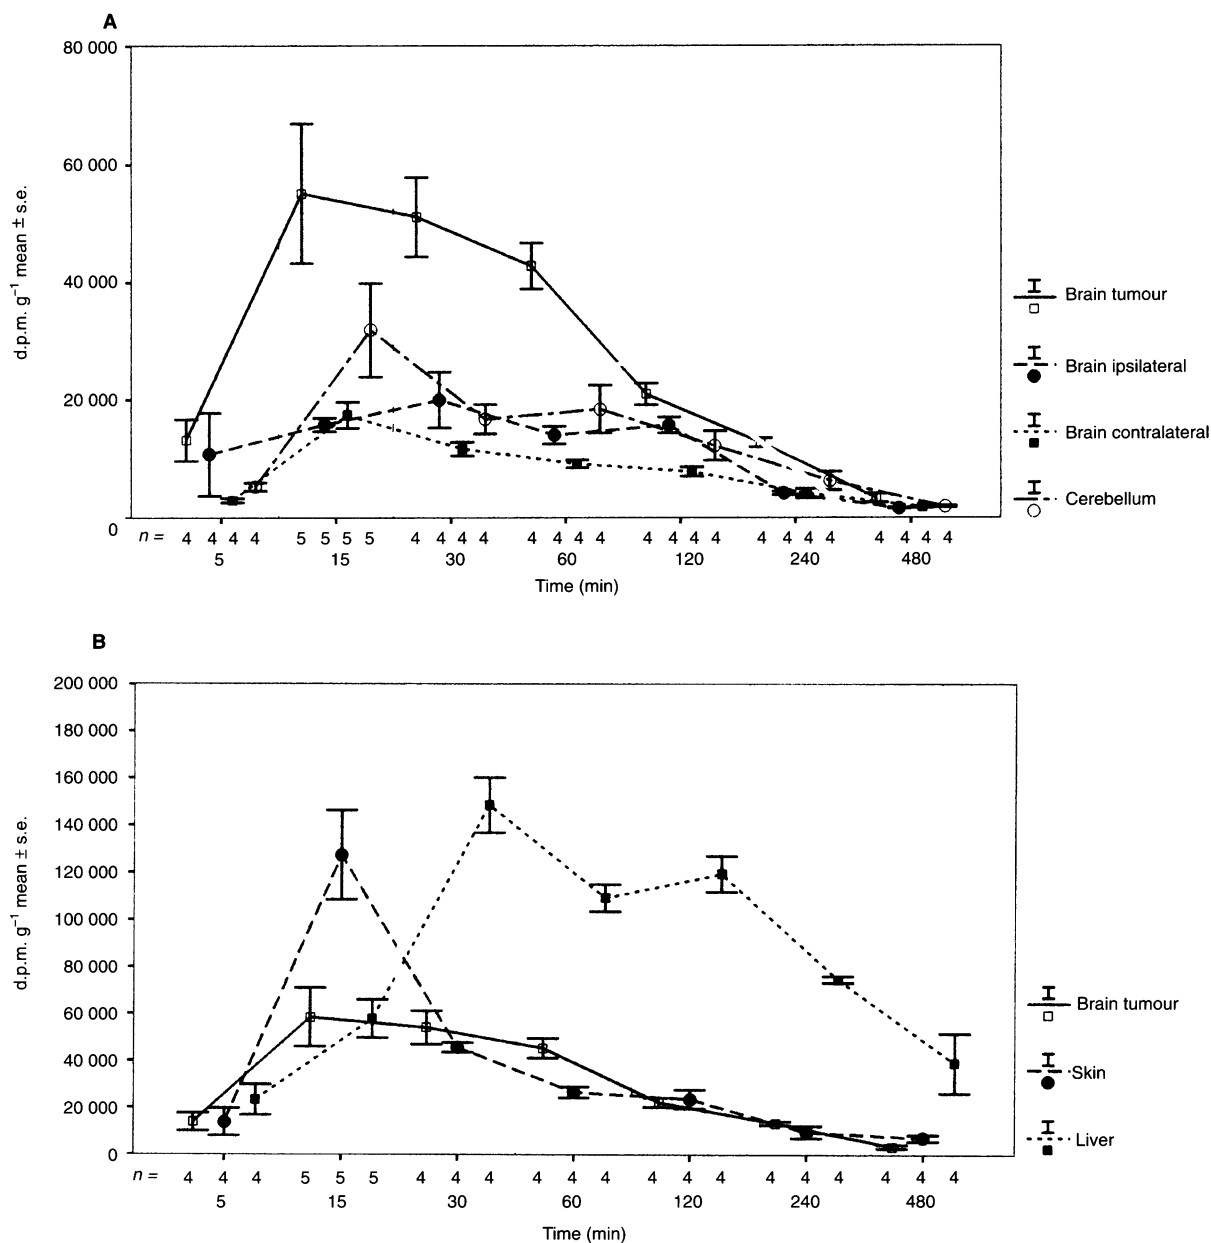 A
80 000
60 000
40 000
20 000
0
d.p.m. g⁻¹ mean ± s.e.
Brain tumour
Brain ipsilateral
Brain contralateral
Cerebellum
n = 4 4 4 4 5 5 5 5 4 4 4 4 4 4 4 4 4 4 4 4 4 4 4 4 4 4 4 4
5 15 30 60 120 240 480
Time (min)
B
200 000
180 000
160 000
140 000
120 000
100 000
80 000
60 000
40 000
20 000
0
d.p.m. g⁻¹ mean ± s.e.
Brain tumour
Skin
Liver
n = 4 4 4 5 5 5 4 4 4 4 4 4 4 4 4 4 4 4 4 4 4
5 15 30 60 120 240 480
Time (min)